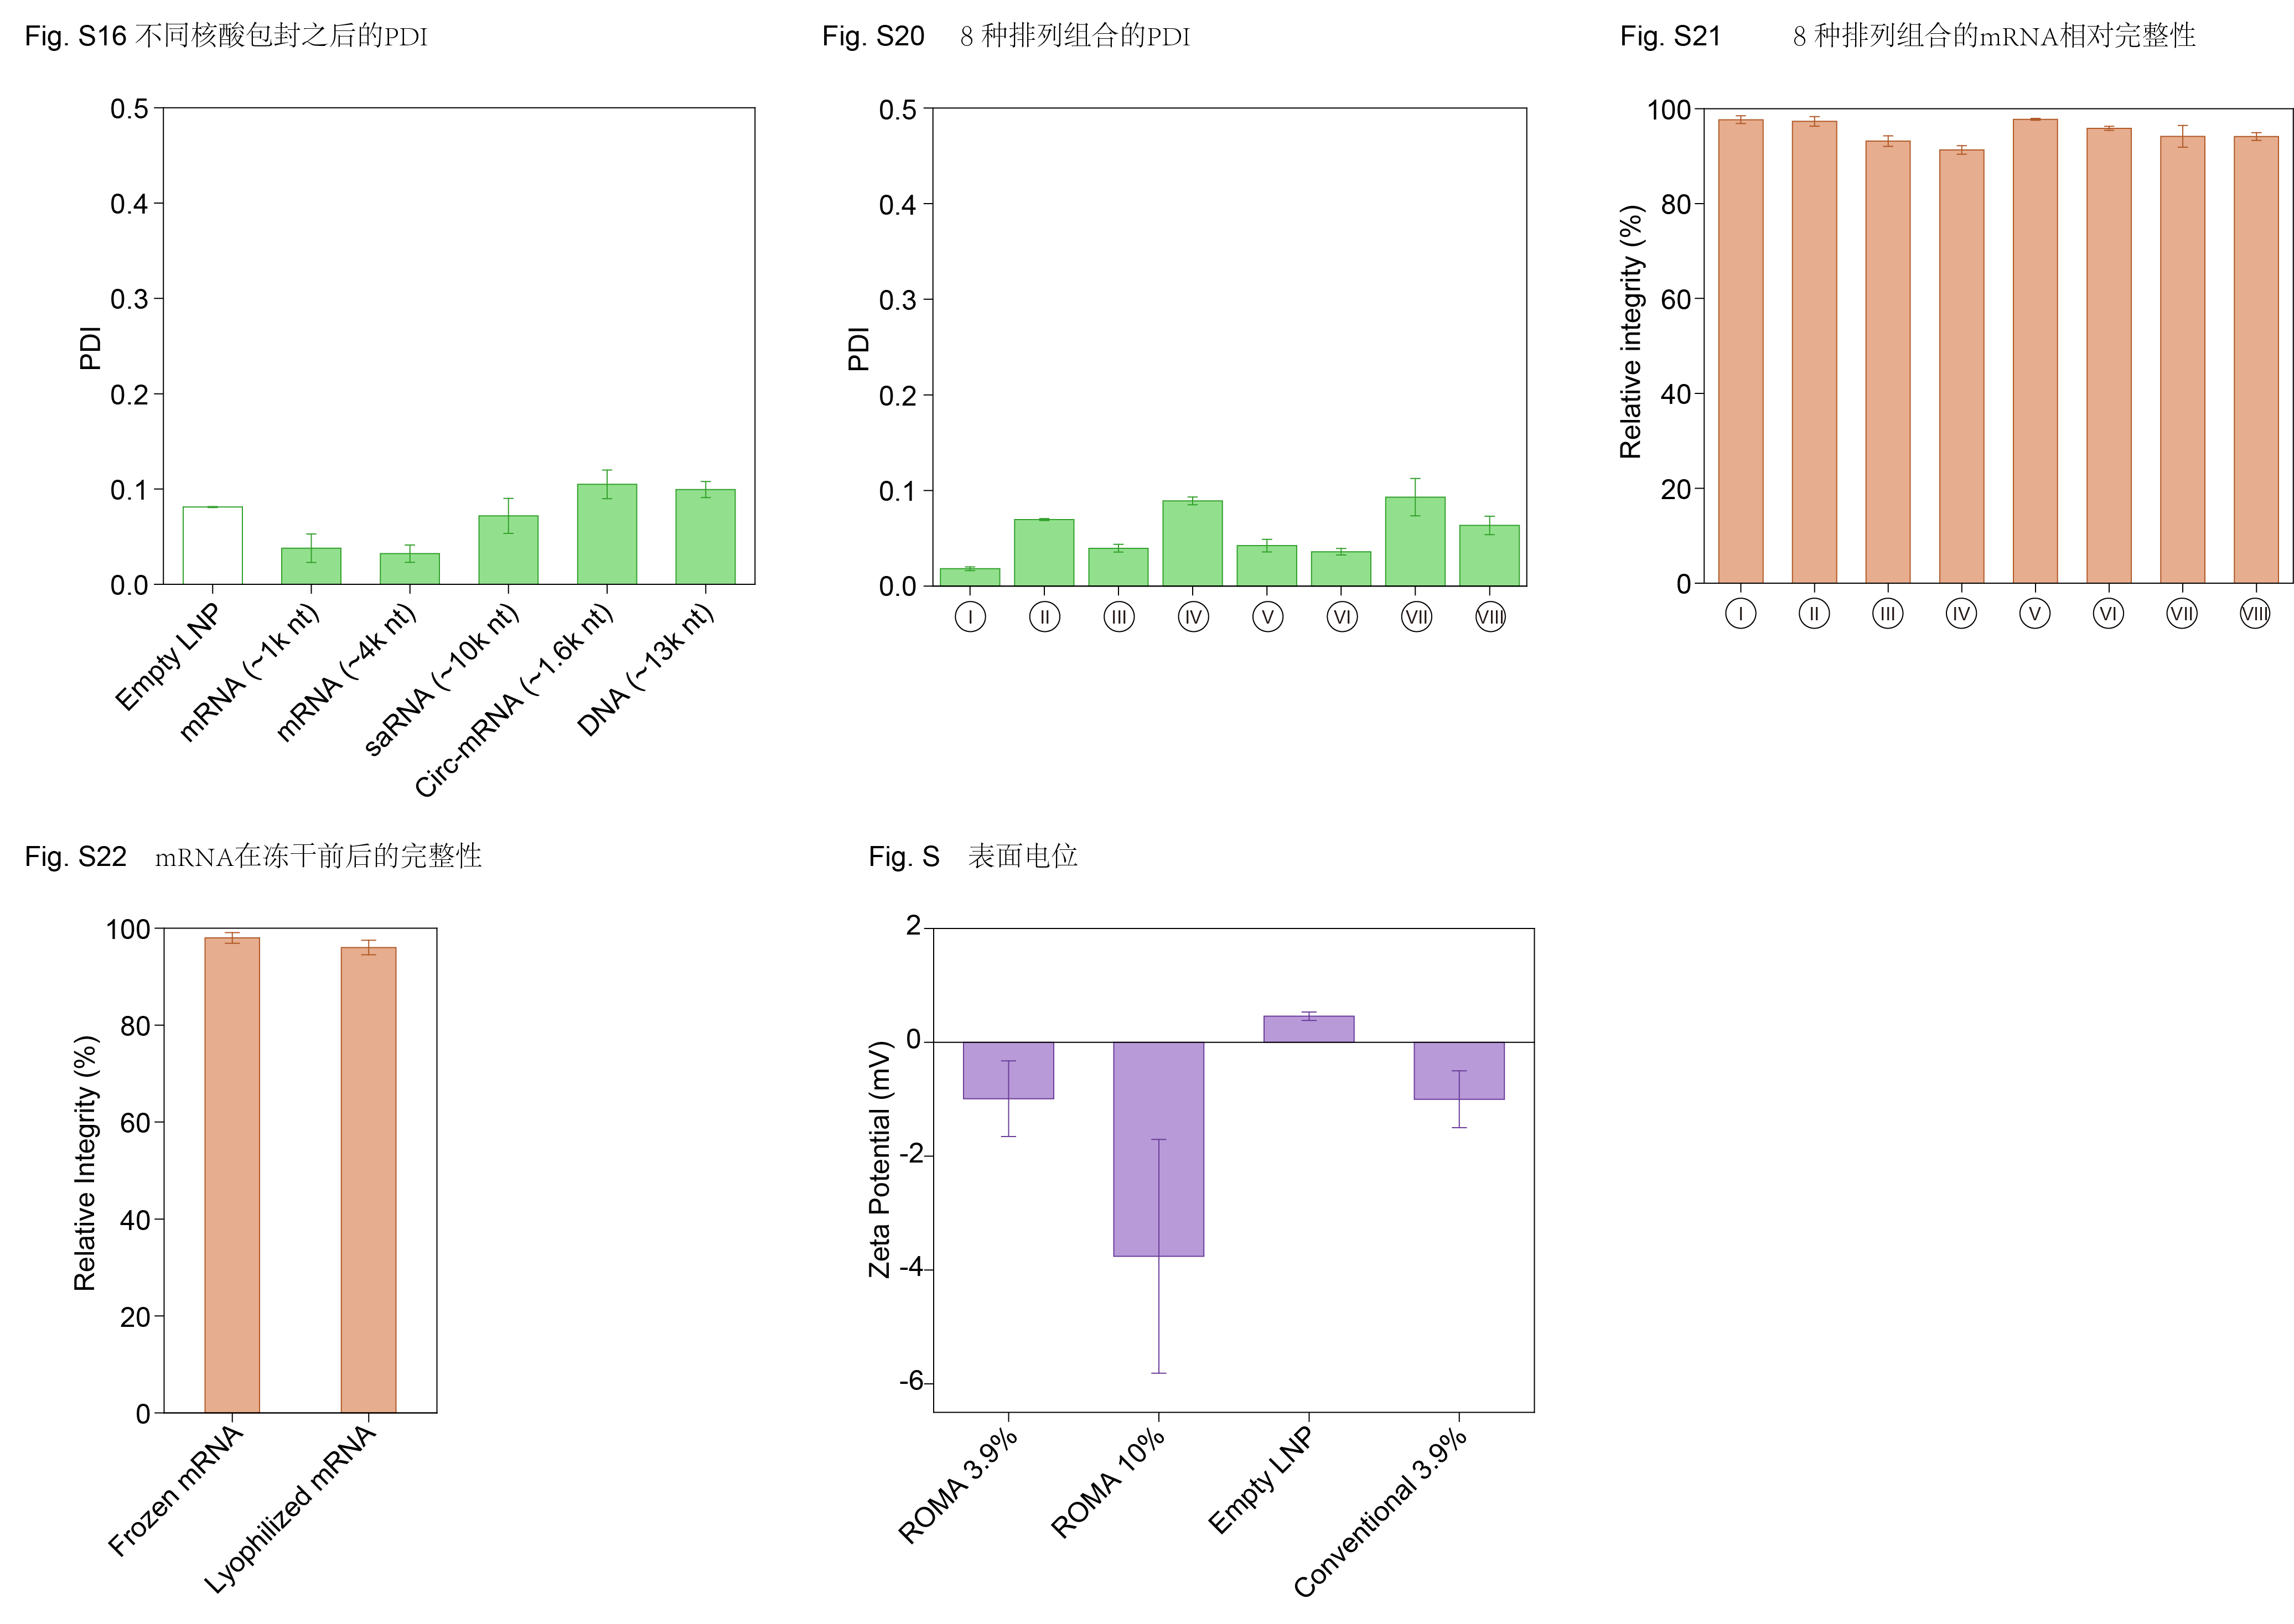 Fig. S16 不同核酸包封之后的PDI
0.5
0.4
0.3
0.2
0.1
0.0
PDI
Empty LNP
mRNA (~1k nt)
mRNA (~4k nt)
saRNA (~10k nt)
Circ-mRNA (~1.6k nt)
DNA (~13k nt)
Fig. S20 8 种排列组合的PDI
0.5
0.4
0.3
0.2
0.1
0.0
PDI
I II III IV V VI VII VIII
Fig. S21 8 种排列组合的mRNA相对完整性
100
80
60
40
20
0
Relative integrity (%)
I II III IV V VI VII VIII
Fig. S22 mRNA在冻干前后的完整性
100
80
60
40
20
0
Relative Integrity (%)
Frozen mRNA
Lyophilized mRNA
Fig. S 表面电位
2
0
-2
-4
-6
Zeta Potential (mV)
ROMA 3.9%
ROMA 10%
Empty LNP
Conventional 3.9%